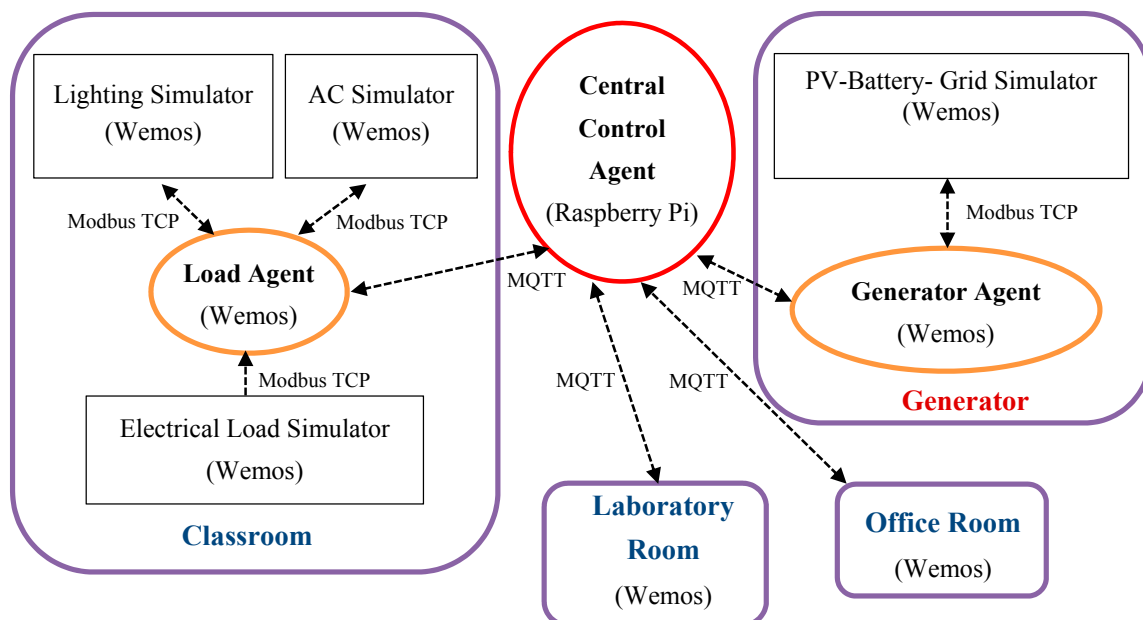 Lighting Simulator
(Wemos)
AC Simulator
(Wemos)
Modbus TCP
Modbus TCP
Load Agent
(Wemos)
Modbus TCP
Electrical Load Simulator
(Wemos)
Classroom
Central
Control
Agent
(Raspberry Pi)
MQTT
MQTT
MQTT
MQTT
PV-Battery- Grid Simulator
(Wemos)
Modbus TCP
Generator Agent
(Wemos)
Generator
Laboratory
Room
(Wemos)
Office Room
(Wemos)